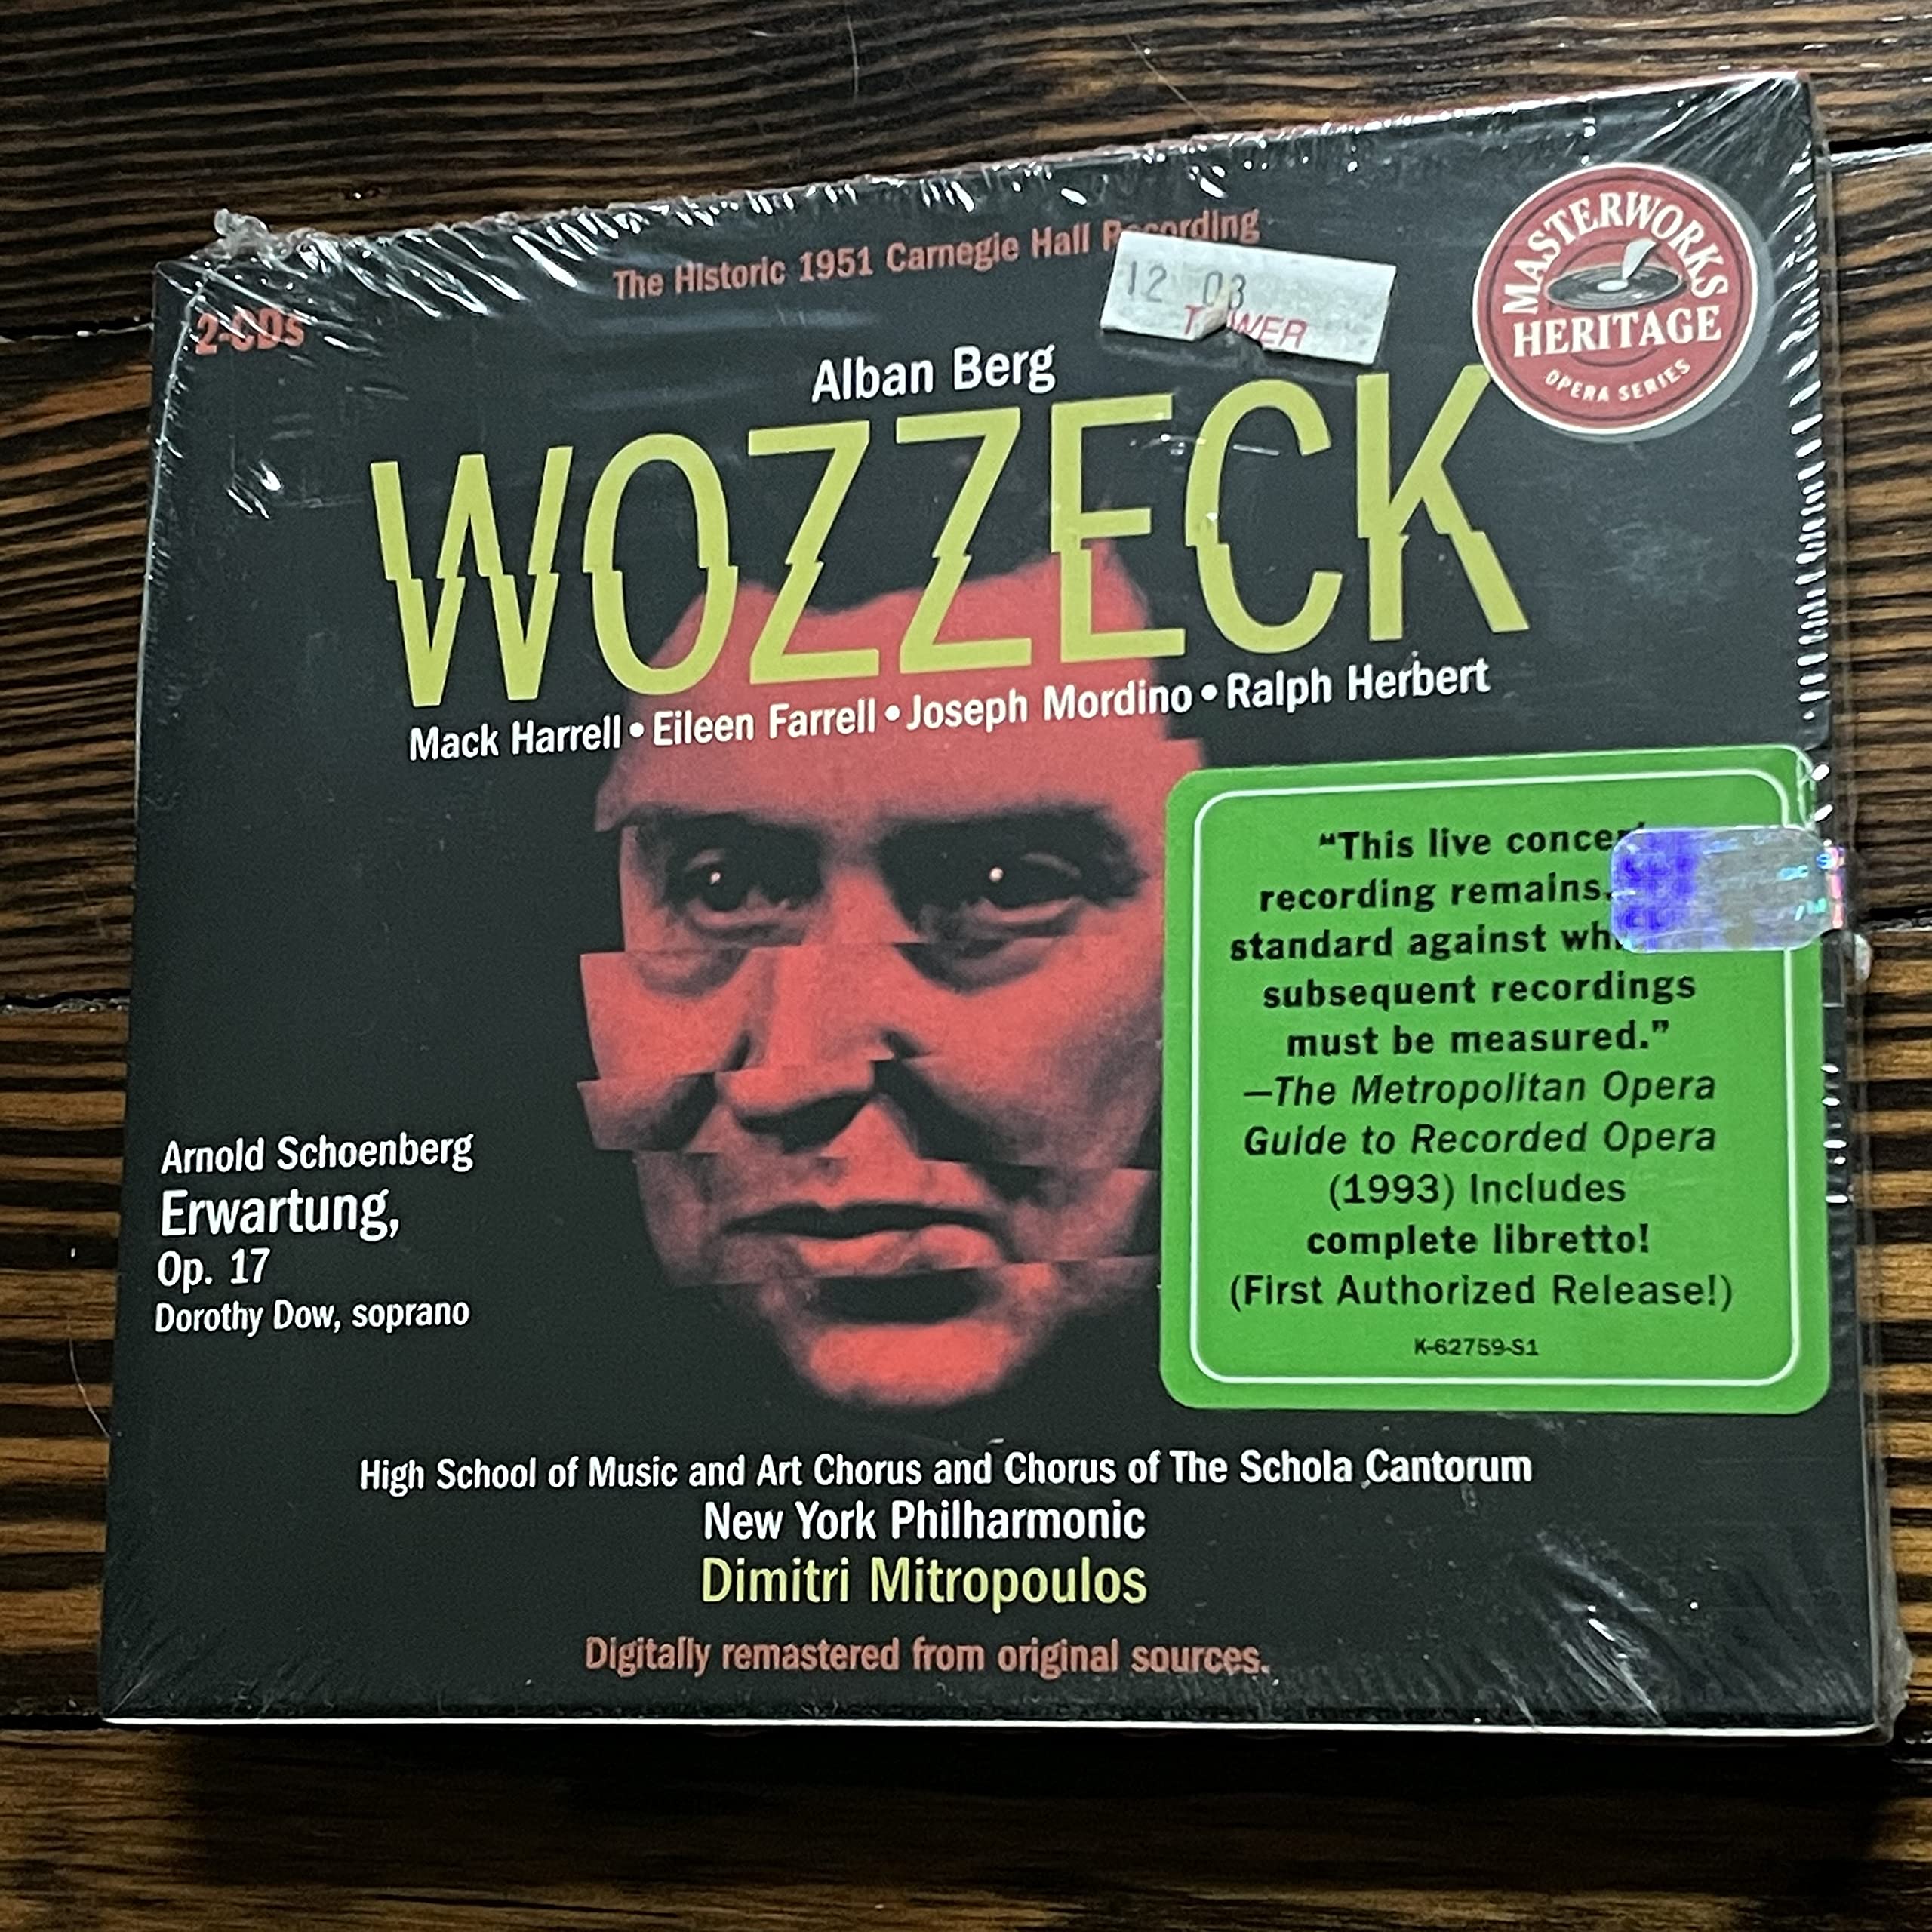 The Historic 1951 Carnegie Hall Recording
12 03
TOWER
MASTERWORKS
HERITAGE
OPERA SERIES
2-CDs
Alban Berg
WOZZECK
Mack Harrell • Eileen Farrell • Joseph Mordino • Ralph Herbert
“This live concert
recording remains
standard against
subsequent recordings
must be measured.”
—The Metropolitan Opera
Guide to Recorded Opera
(1993) Includes
complete libretto!
(First Authorized Release!)
K-62759-S1
Arnold Schoenberg
Erwartung,
Op. 17
Dorothy Dow, soprano
High School of Music and Art Chorus and Chorus of The Schola Cantorum
New York Philharmonic
Dimitri Mitropoulos
Digitally remastered from original sources.